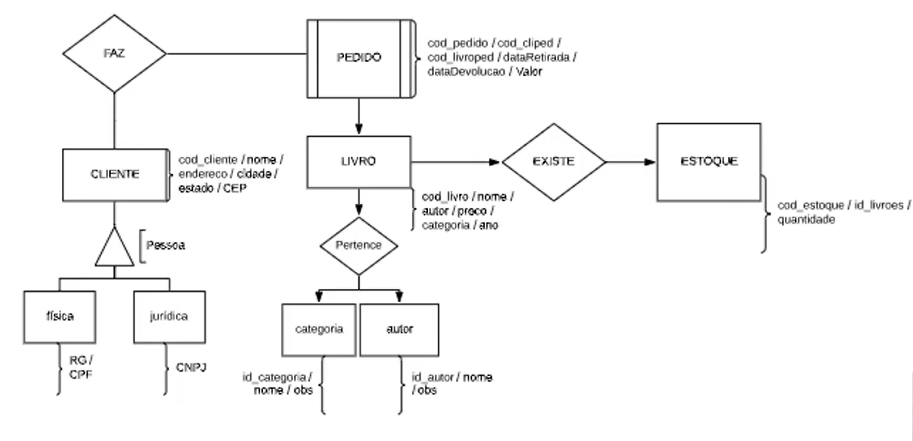 FAZ
PEDIDO
cod_pedido / cod_cliped /
cod_livroped / dataRetirada /
dataDevolucao / Valor
CLIENTE
cod_cliente / nome /
endereco / cidade /
estado / CEP
LIVRO
EXISTE
ESTOQUE
cod_livro / nome /
autor / preco /
categoria / ano
cod_estoque / id_livroes /
quantidade
Pessoa
Pertence
física
jurídica
categoria
autor
RG /
CPF
CNPJ
id_categoria /
nome / obs
id_autor / nome
/ obs